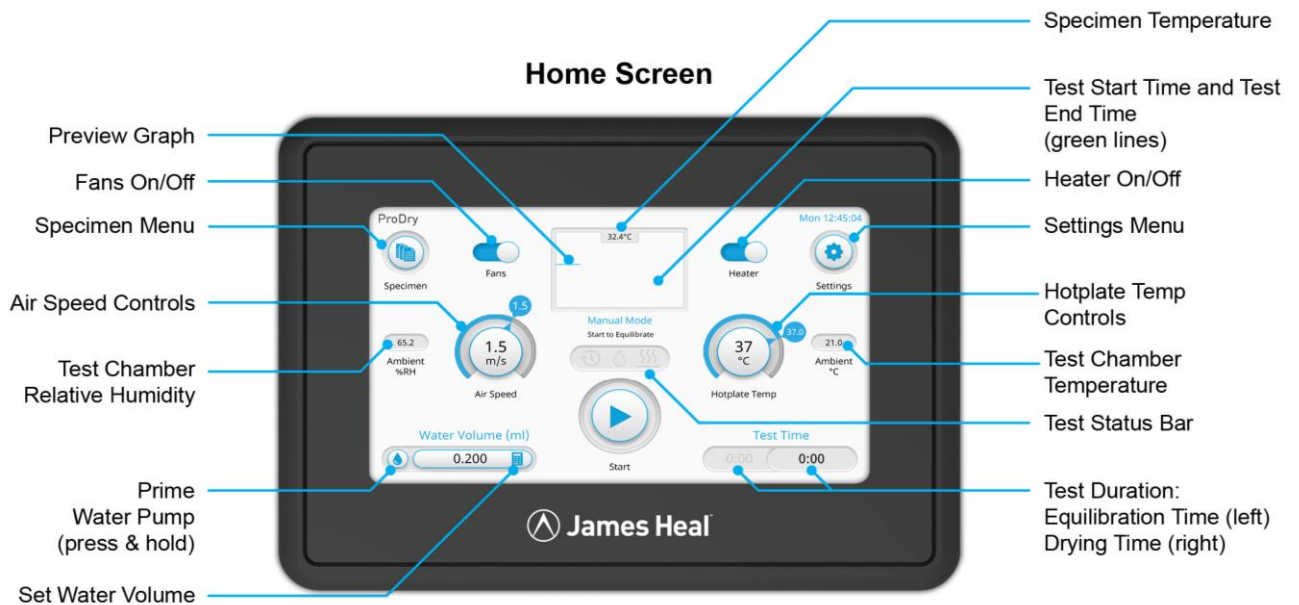 Home Screen
Specimen Temperature
Test Start Time and Test
End Time
(green lines)
Heater On/Off
Settings Menu
Hotplate Temp
Controls
Test Chamber
Temperature
Test Status Bar
Test Duration:
Equilibration Time (left)
Drying Time (right)
Preview Graph
Fans On/Off
Specimen Menu
Air Speed Controls
Test Chamber
Relative Humidity
Prime
Water Pump
(press & hold)
Set Water Volume
ProDry
Mon 12:45:04
32.4°C
Specimen
Fans
Heater
Settings
1.5
1.5
m/s
Air Speed
65.2
Ambient
%RH
Manual Mode
Start to Equilibrate
37.0
37
°C
Hotplate Temp
21.0
Ambient
°C
Water Volume (ml)
0.200
Start
Test Time
0:00
0:00
James Heal